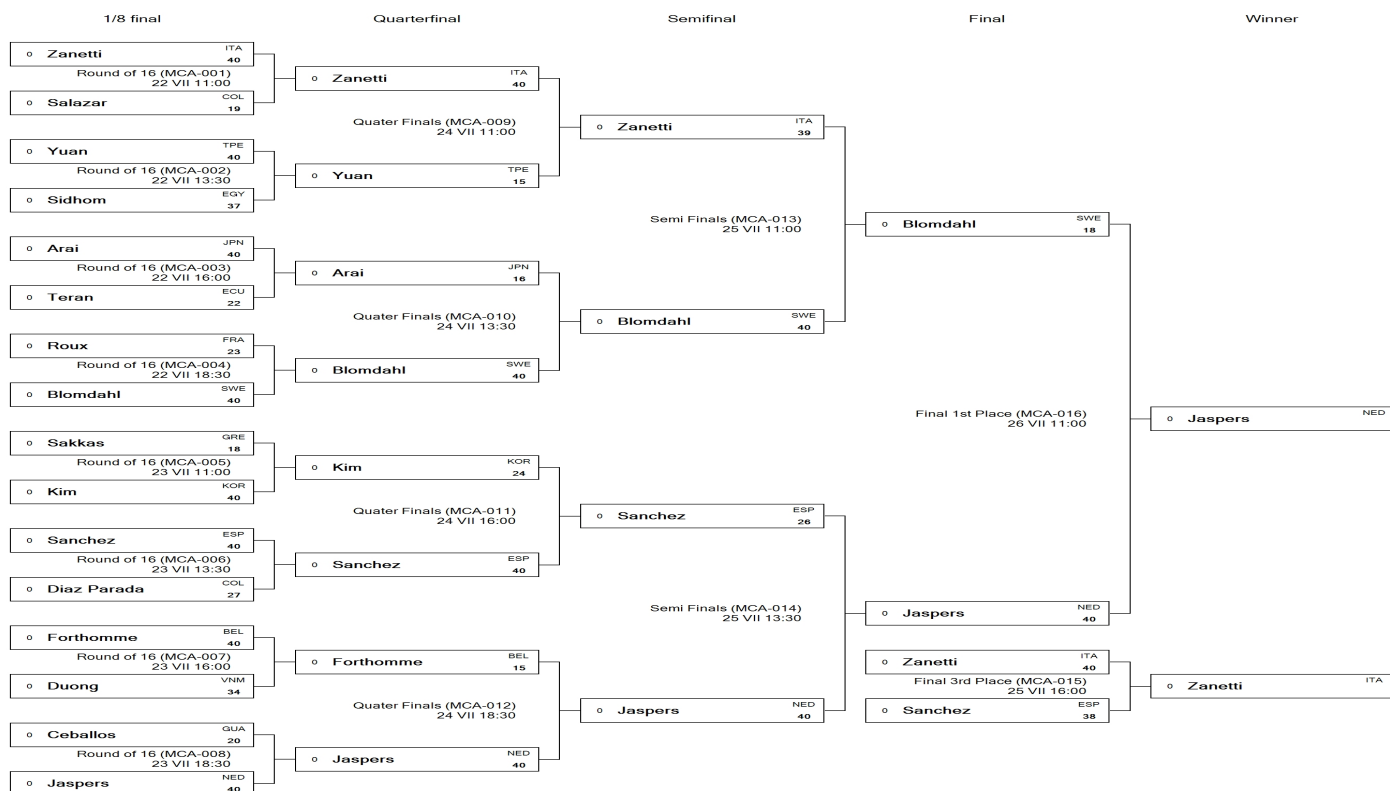 1/8 final
Quarterfinal
Semifinal
Final
Winner
o Zanetti ITA 40
Round of 16 (MCA-001)
22 VII 11:00
o Salazar COL 19
o Yuan TPE 40
Round of 16 (MCA-002)
22 VII 13:30
o Sidhom EGY 37
o Arai JPN 40
Round of 16 (MCA-003)
22 VII 16:00
o Teran ECU 22
o Roux FRA 23
Round of 16 (MCA-004)
22 VII 18:30
o Blomdahl SWE 40
o Sakkas GRE 18
Round of 16 (MCA-005)
23 VII 11:00
o Kim KOR 40
o Sanchez ESP 40
Round of 16 (MCA-006)
23 VII 13:30
o Diaz Parada COL 27
o Forthomme BEL 40
Round of 16 (MCA-007)
23 VII 16:00
o Duong VNM 34
o Ceballos GUA 20
Round of 16 (MCA-008)
23 VII 18:30
o Jaspers NED 40
o Zanetti ITA 40
Quater Finals (MCA-009)
24 VII 11:00
o Yuan TPE 15
o Arai JPN 16
Quater Finals (MCA-010)
24 VII 13:30
o Blomdahl SWE 40
o Kim KOR 24
Quater Finals (MCA-011)
24 VII 16:00
o Sanchez ESP 40
o Forthomme BEL 15
Quater Finals (MCA-012)
24 VII 18:30
o Jaspers NED 40
o Zanetti ITA 39
Semi Finals (MCA-013)
25 VII 11:00
o Blomdahl SWE 40
o Sanchez ESP 26
Semi Finals (MCA-014)
25 VII 13:30
o Jaspers NED 40
o Blomdahl SWE 18
Final 1st Place (MCA-016)
26 VII 11:00
o Jaspers NED 40
o Zanetti ITA 40
Final 3rd Place (MCA-015)
25 VII 16:00
o Sanchez ESP 38
o Jaspers NED
o Zanetti ITA